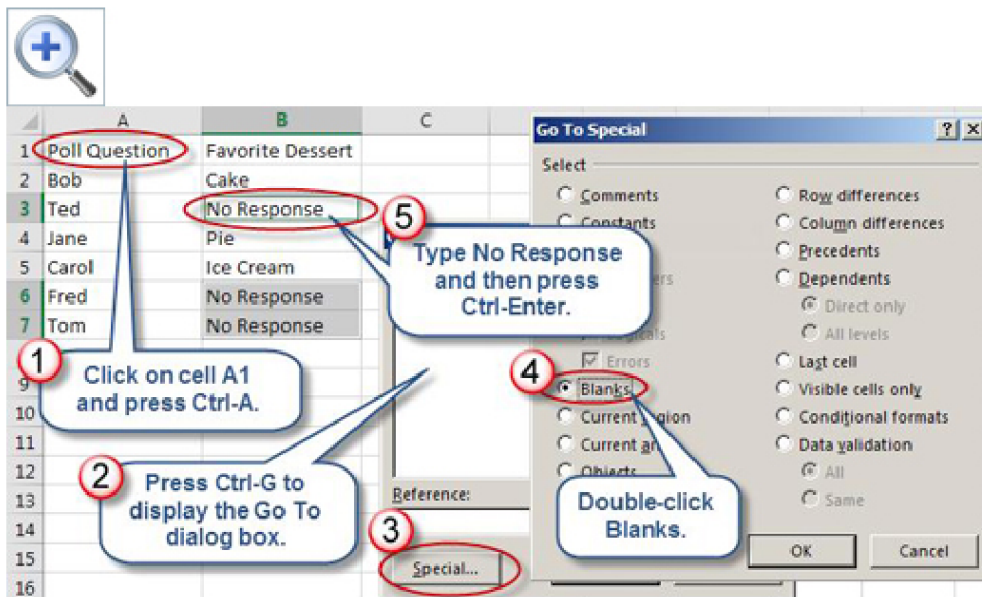 A B C
1 Poll Question Favorite Dessert
2 Bob Cake
3 Ted No Response
4 Jane Pie
5 Carol Ice Cream
6 Fred No Response
7 Tom No Response
9
10
11
12
13
14
15
16
1
Click on cell A1
and press Ctrl-A.
2
Press Ctrl-G to
display the Go To
dialog box.
Reference:
3
Special...
Go To Special
? X
Select
Comments
Constants
Errors
Blanks
Current region
Objects
Row differences
Column differences
Precedents
Dependents
Direct only
All levels
Last cell
Visible cells only
Conditional formats
Data validation
All
Same
OK Cancel
4
Double-click
Blanks.
5
Type No Response
and then press
Ctrl-Enter.